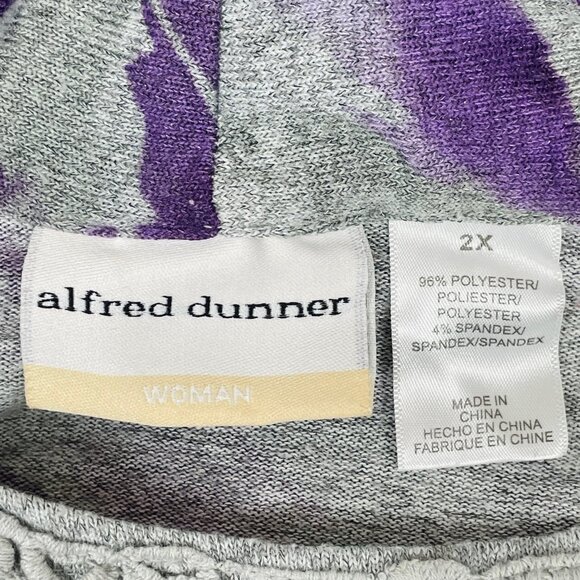 alfred dunner
WOMAN
2X
96% POLYESTER/
POLIESTER/
POLYESTER
4% SPANDEX/
SPANDEX/SPANDEX
MADE IN
CHINA
HECHO EN CHINA
FABRIQUE EN CHINE